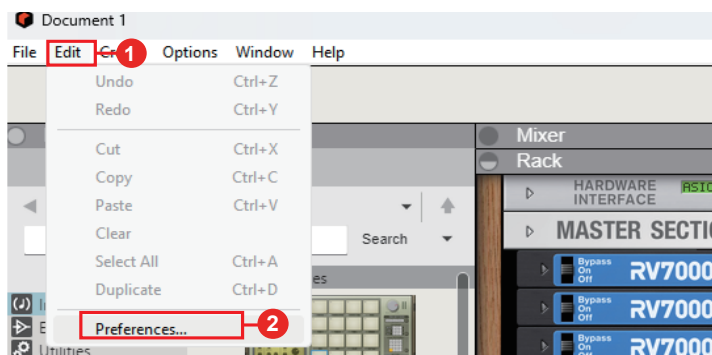 Document 1
File Edit Options Window Help
1
Undo Ctrl+Z
Redo Ctrl+Y
Cut Ctrl+X
Copy Ctrl+C
Paste Ctrl+V
Clear
Select All Ctrl+A
Duplicate Ctrl+D
Preferences...
2
Search
Utilities
Mixer
Rack
HARDWARE
INTERFACE
MASTER
Bypass
On
Off
RV7000
Bypass
On
Off
RV7000
Bypass
On
RV7000